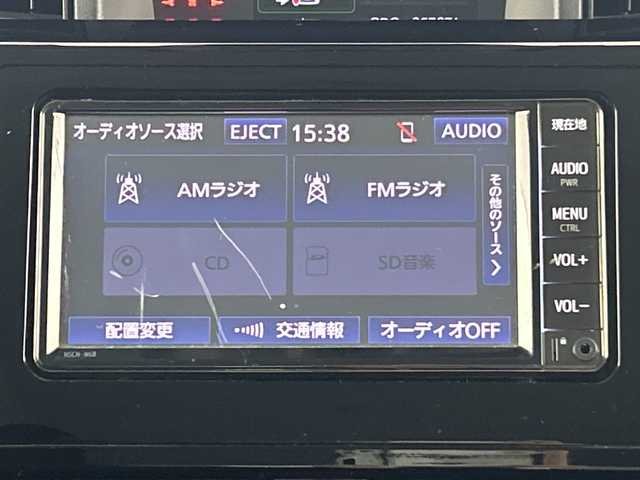 オーディオソース選択 EJECT 15:38 AUDIO
AMラジオ FMラジオ
CD SD音楽
その他のソース
配置変更 交通情報 オーディオOFF
現在地
AUDIO
PWR
MENU
CTRL
VOL+
VOL-
NSCN-W68